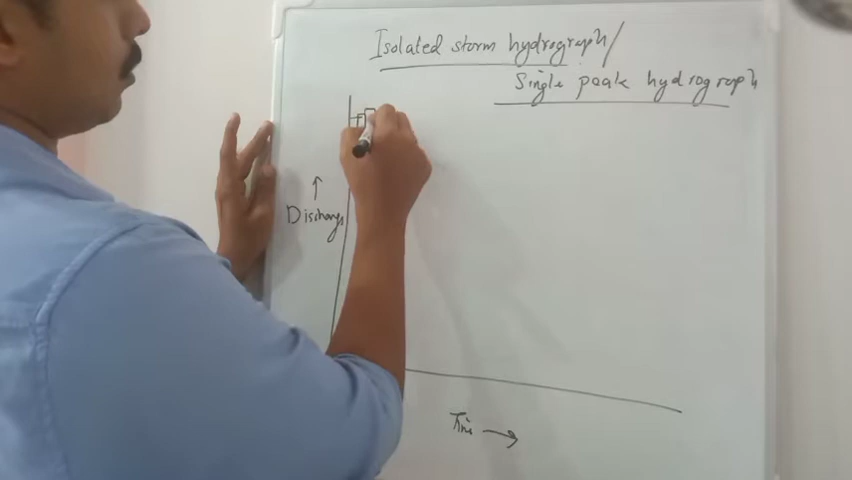 Isolated storm hydrograph/
Single peak hydrograph
Discharge
Time